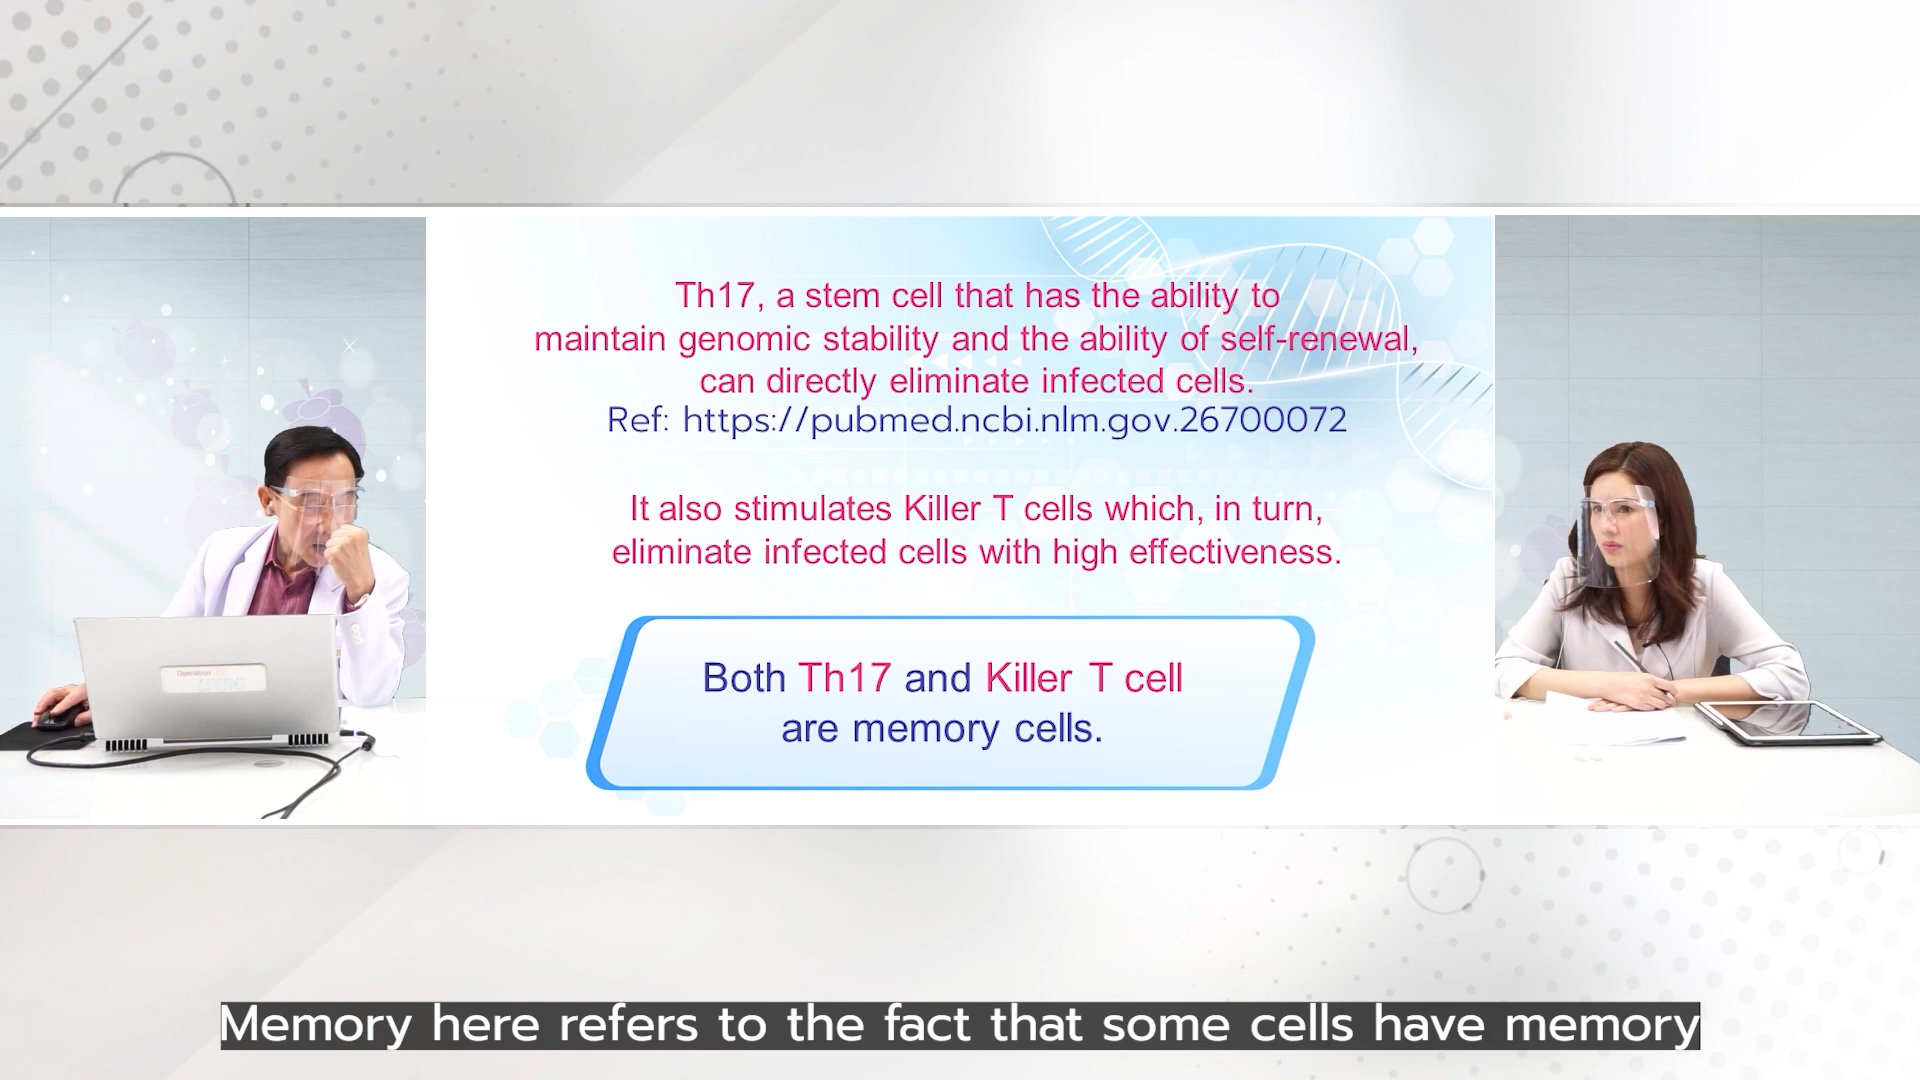 Th17, a stem cell that has the ability to
maintain genomic stability and the ability of self-renewal,
can directly eliminate infected cells.
Ref: https://pubmed.ncbi.nlm.gov.26700072
It also stimulates Killer T cells which, in turn,
eliminate infected cells with high effectiveness.
Both Th17 and Killer T cell
are memory cells.
Operation
Memory here refers to the fact that some cells have memory